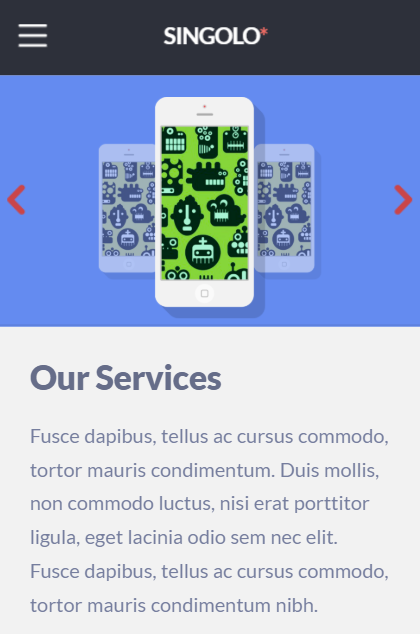 SINGOLO*
Our Services
Fusce dapibus, tellus ac cursus commodo,
tortor mauris condimentum. Duis mollis,
non commodo luctus, nisi erat porttitor
ligula, eget lacinia odio sem nec elit.
Fusce dapibus, tellus ac cursus commodo,
tortor mauris condimentum nibh.